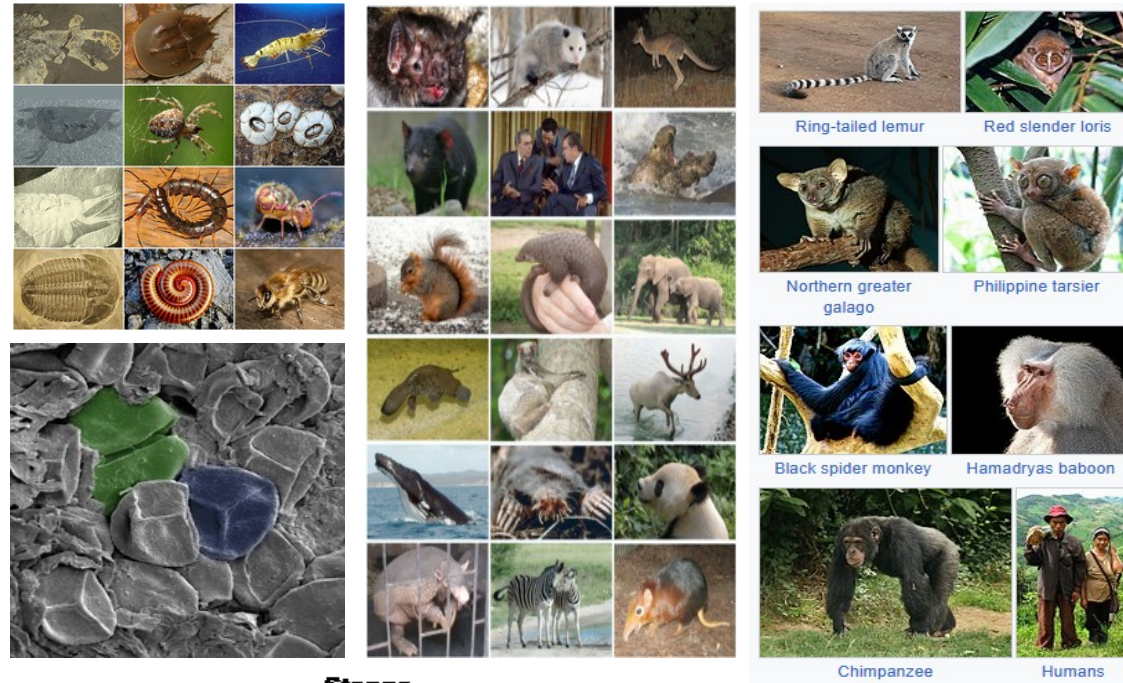 Ring-tailed lemur
Red slender loris
Northern greater
galago
Philippine tarsier
Black spider monkey
Hamadryas baboon
Chimpanzee
Humans